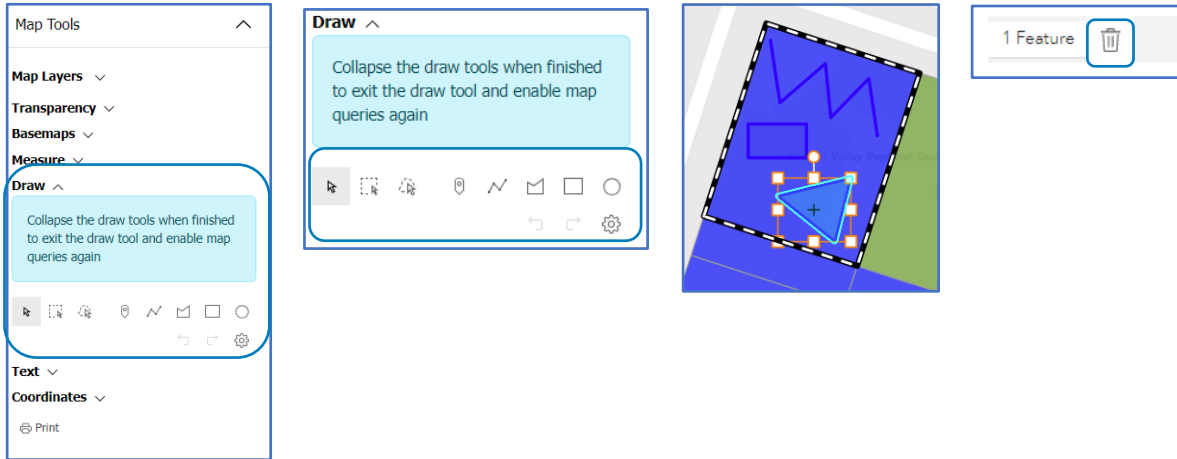 Map Tools
Map Layers
Transparency
Basemaps
Measure
Draw
Collapse the draw tools when finished
to exit the draw tool and enable map
queries again
Text
Coordinates
Print
Draw
Collapse the draw tools when finished
to exit the draw tool and enable map
queries again
Valley Regional
1 Feature